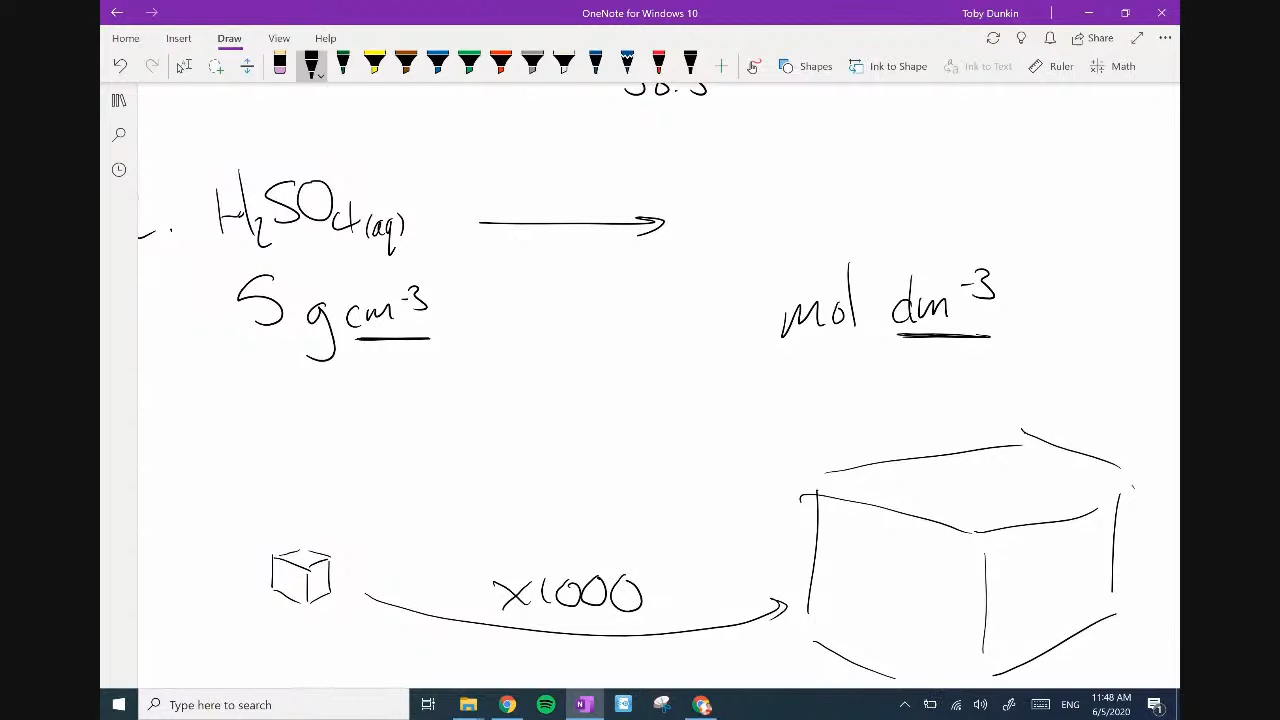 OneNote for Windows 10
Toby Dunkin
Home Insert Draw View Help
Share
Shapes Ink to Shape Ink to Text Ruler Math
H₂SO₄(aq) →
5 g cm⁻³ mol dm⁻³
×1000
Type here to search
ENG
11:48 AM
6/5/2020
1